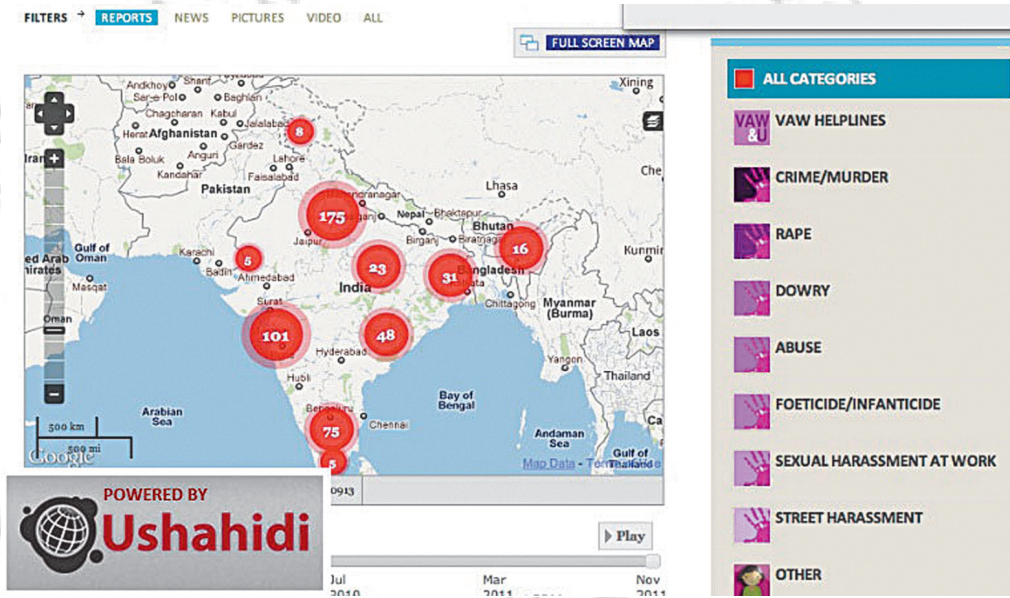 FILTERS → REPORTS NEWS PICTURES VIDEO ALL
FULL SCREEN MAP
Andkhoy
Sharif
Sar-e Pol
Baghlan
Chagcharan
Kabul
Jalalabad
Herat
Afghanistan
Gardez
Bala Boluk
Anguri
Kandahar
Lahore
Faisalabad
Pakistan
Xining
8
Lhasa
175
Nepal
Bhaktapur
Bhutan
Jaipur
Birganj
16
Kunmin
Gulf of
Oman
Karachi
Badin
5
Ahmedabad
23
31
Bangladesh
Masqat
India
Chittagong
Myanmar
(Burma)
Surat
Oman
101
48
Laos
Hyderabad
Yangon
Hubli
Thailand
Bay of
Bengal
Arabian
Sea
Bengaluru
75
Chennai
Andaman
Sea
Gulf of
Thailand
5
500 km
500 mi
Google
Map Data -
0913
POWERED BY
Ushahidi
Play
Jul
2010
Mar
2011
Nov
2011
ALL CATEGORIES
VAW
&U
VAW HELPLINES
CRIME/MURDER
RAPE
DOWRY
ABUSE
FOETICIDE/INFANTICIDE
SEXUAL HARASSMENT AT WORK
STREET HARASSMENT
OTHER